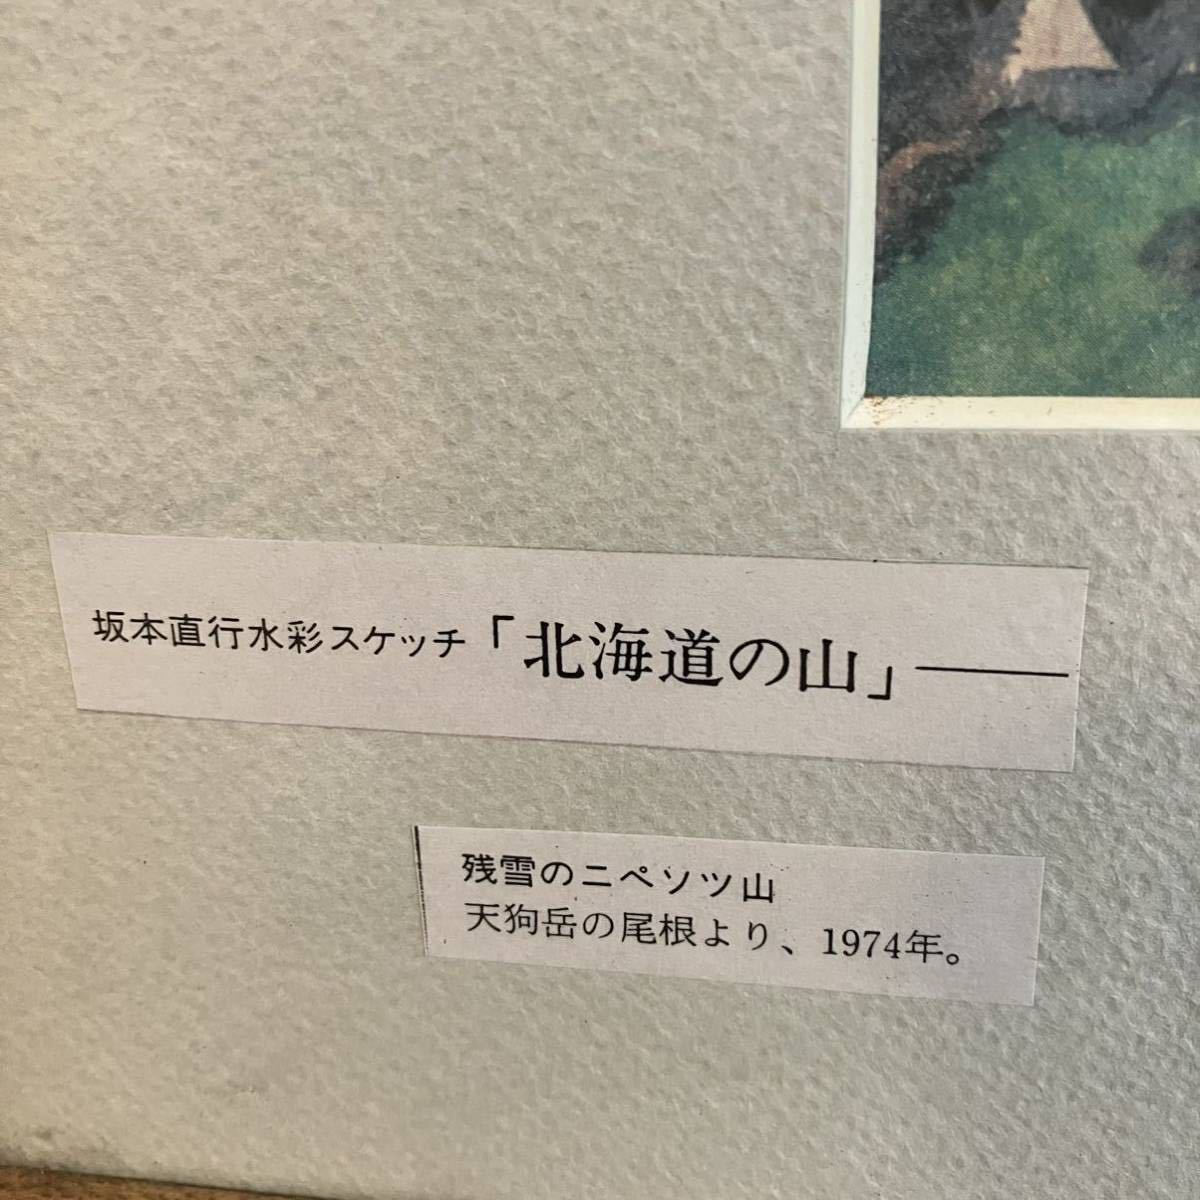 坂本直行水彩スケッチ「北海道の山」——
残雪のニペソツ山
天狗岳の尾根より、1974年。